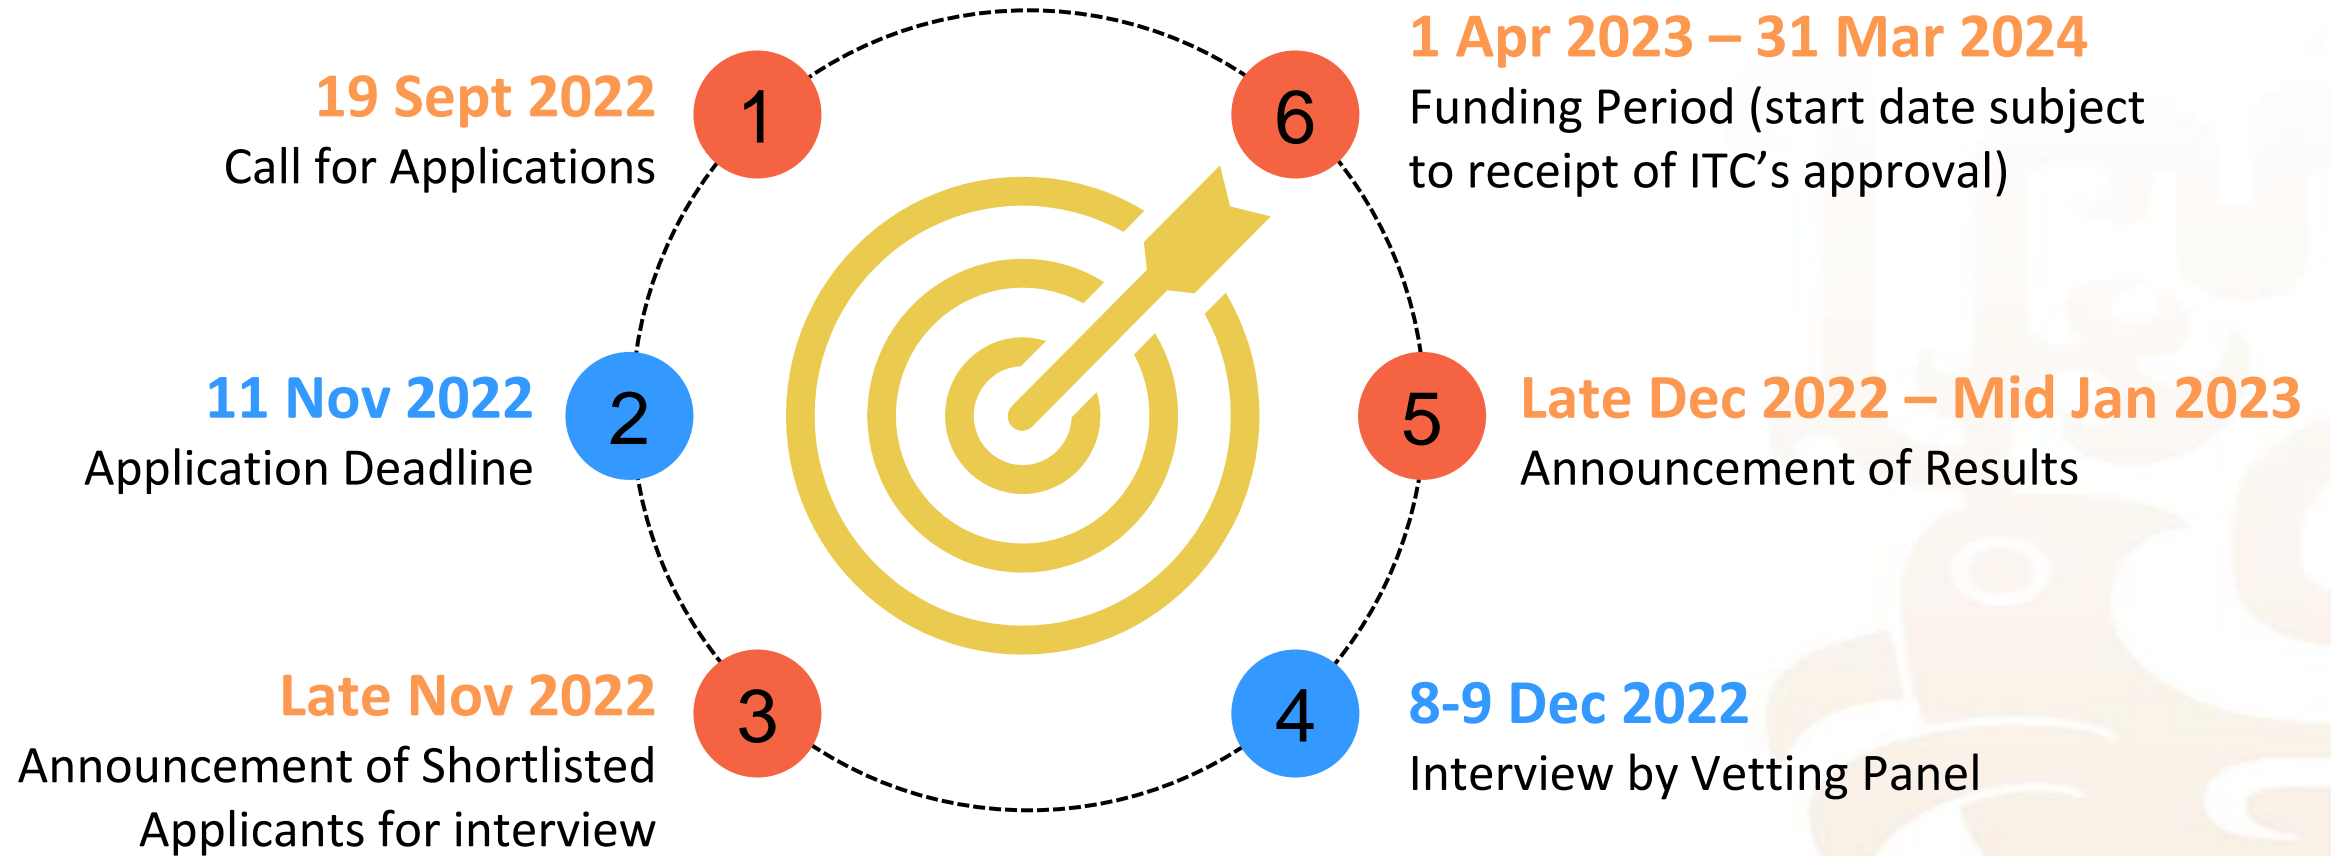 1
19 Sept 2022
Call for Applications
2
11 Nov 2022
Application Deadline
3
Late Nov 2022
Announcement of Shortlisted
Applicants for interview
4
8-9 Dec 2022
Interview by Vetting Panel
5
Late Dec 2022 – Mid Jan 2023
Announcement of Results
6
1 Apr 2023 – 31 Mar 2024
Funding Period (start date subject
to receipt of ITC’s approval)